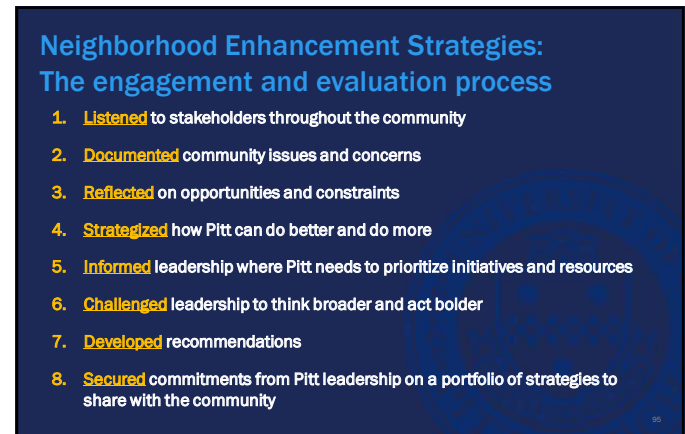 Neighborhood Enhancement Strategies:
The engagement and evaluation process
1. Listened to stakeholders throughout the community
2. Documented community issues and concerns
3. Reflected on opportunities and constraints
4. Strategized how Pitt can do better and do more
5. Informed leadership where Pitt needs to prioritize initiatives and resources
6. Challenged leadership to think broader and act bolder
7. Developed recommendations
8. Secured commitments from Pitt leadership on a portfolio of strategies to
share with the community
95